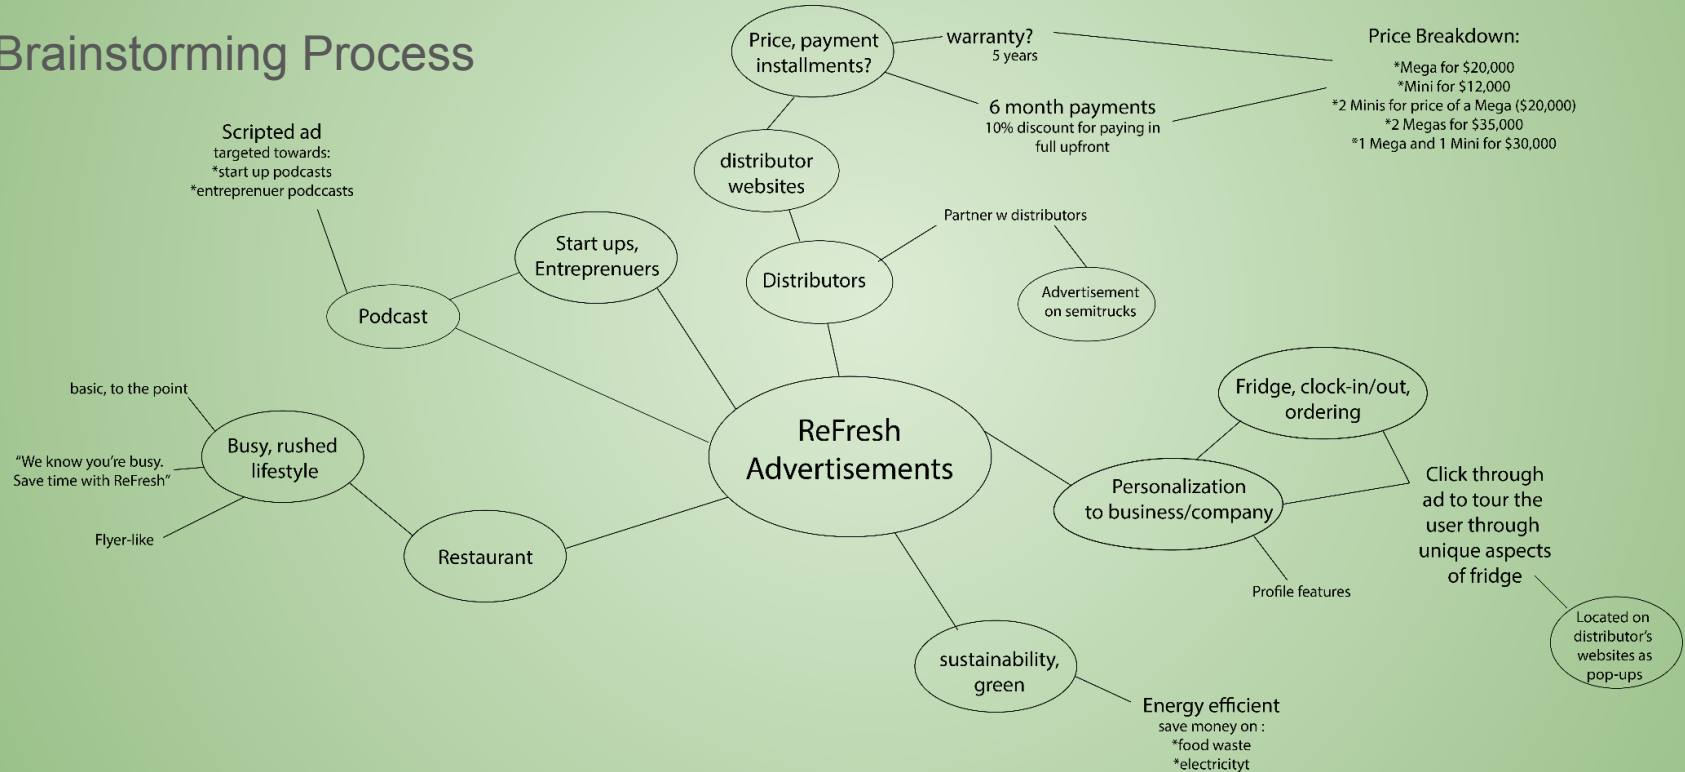 Brainstorming Process
Price, payment
installments?
warranty?
5 years
6 month payments
10% discount for paying in
full upfront
Price Breakdown:
*Mega for $20,000
*Mini for $12,000
*2 Minis for price of a Mega ($20,000)
*2 Megas for $35,000
*1 Mega and 1 Mini for $30,000
Scripted ad
targeted towards:
*start up podcasts
*entreprenuer podccasts
distributor
websites
Partner w distributors
Start ups,
Entreprenuers
Distributors
Advertisement
on semitrucks
Podcast
basic, to the point
Busy, rushed
lifestyle
"We know you're busy.
Save time with ReFresh"
Flyer-like
Restaurant
ReFresh
Advertisements
Fridge, clock-in/out,
ordering
Personalization
to business/company
Click through
ad to tour the
user through
unique aspects
of fridge
Profile features
Located on
distributor's
websites as
pop-ups
sustainability,
green
Energy efficient
save money on :
*food waste
*electricityt